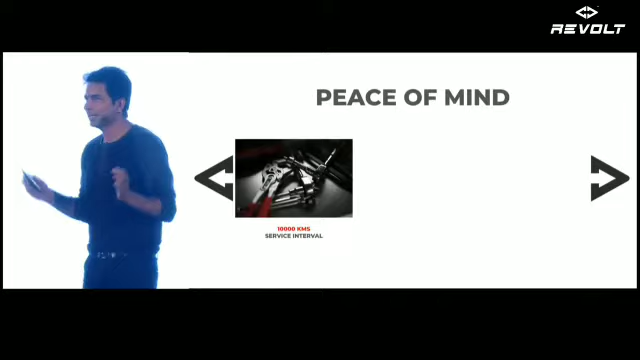 REVOLT
PEACE OF MIND
10000 KMS
SERVICE INTERVAL